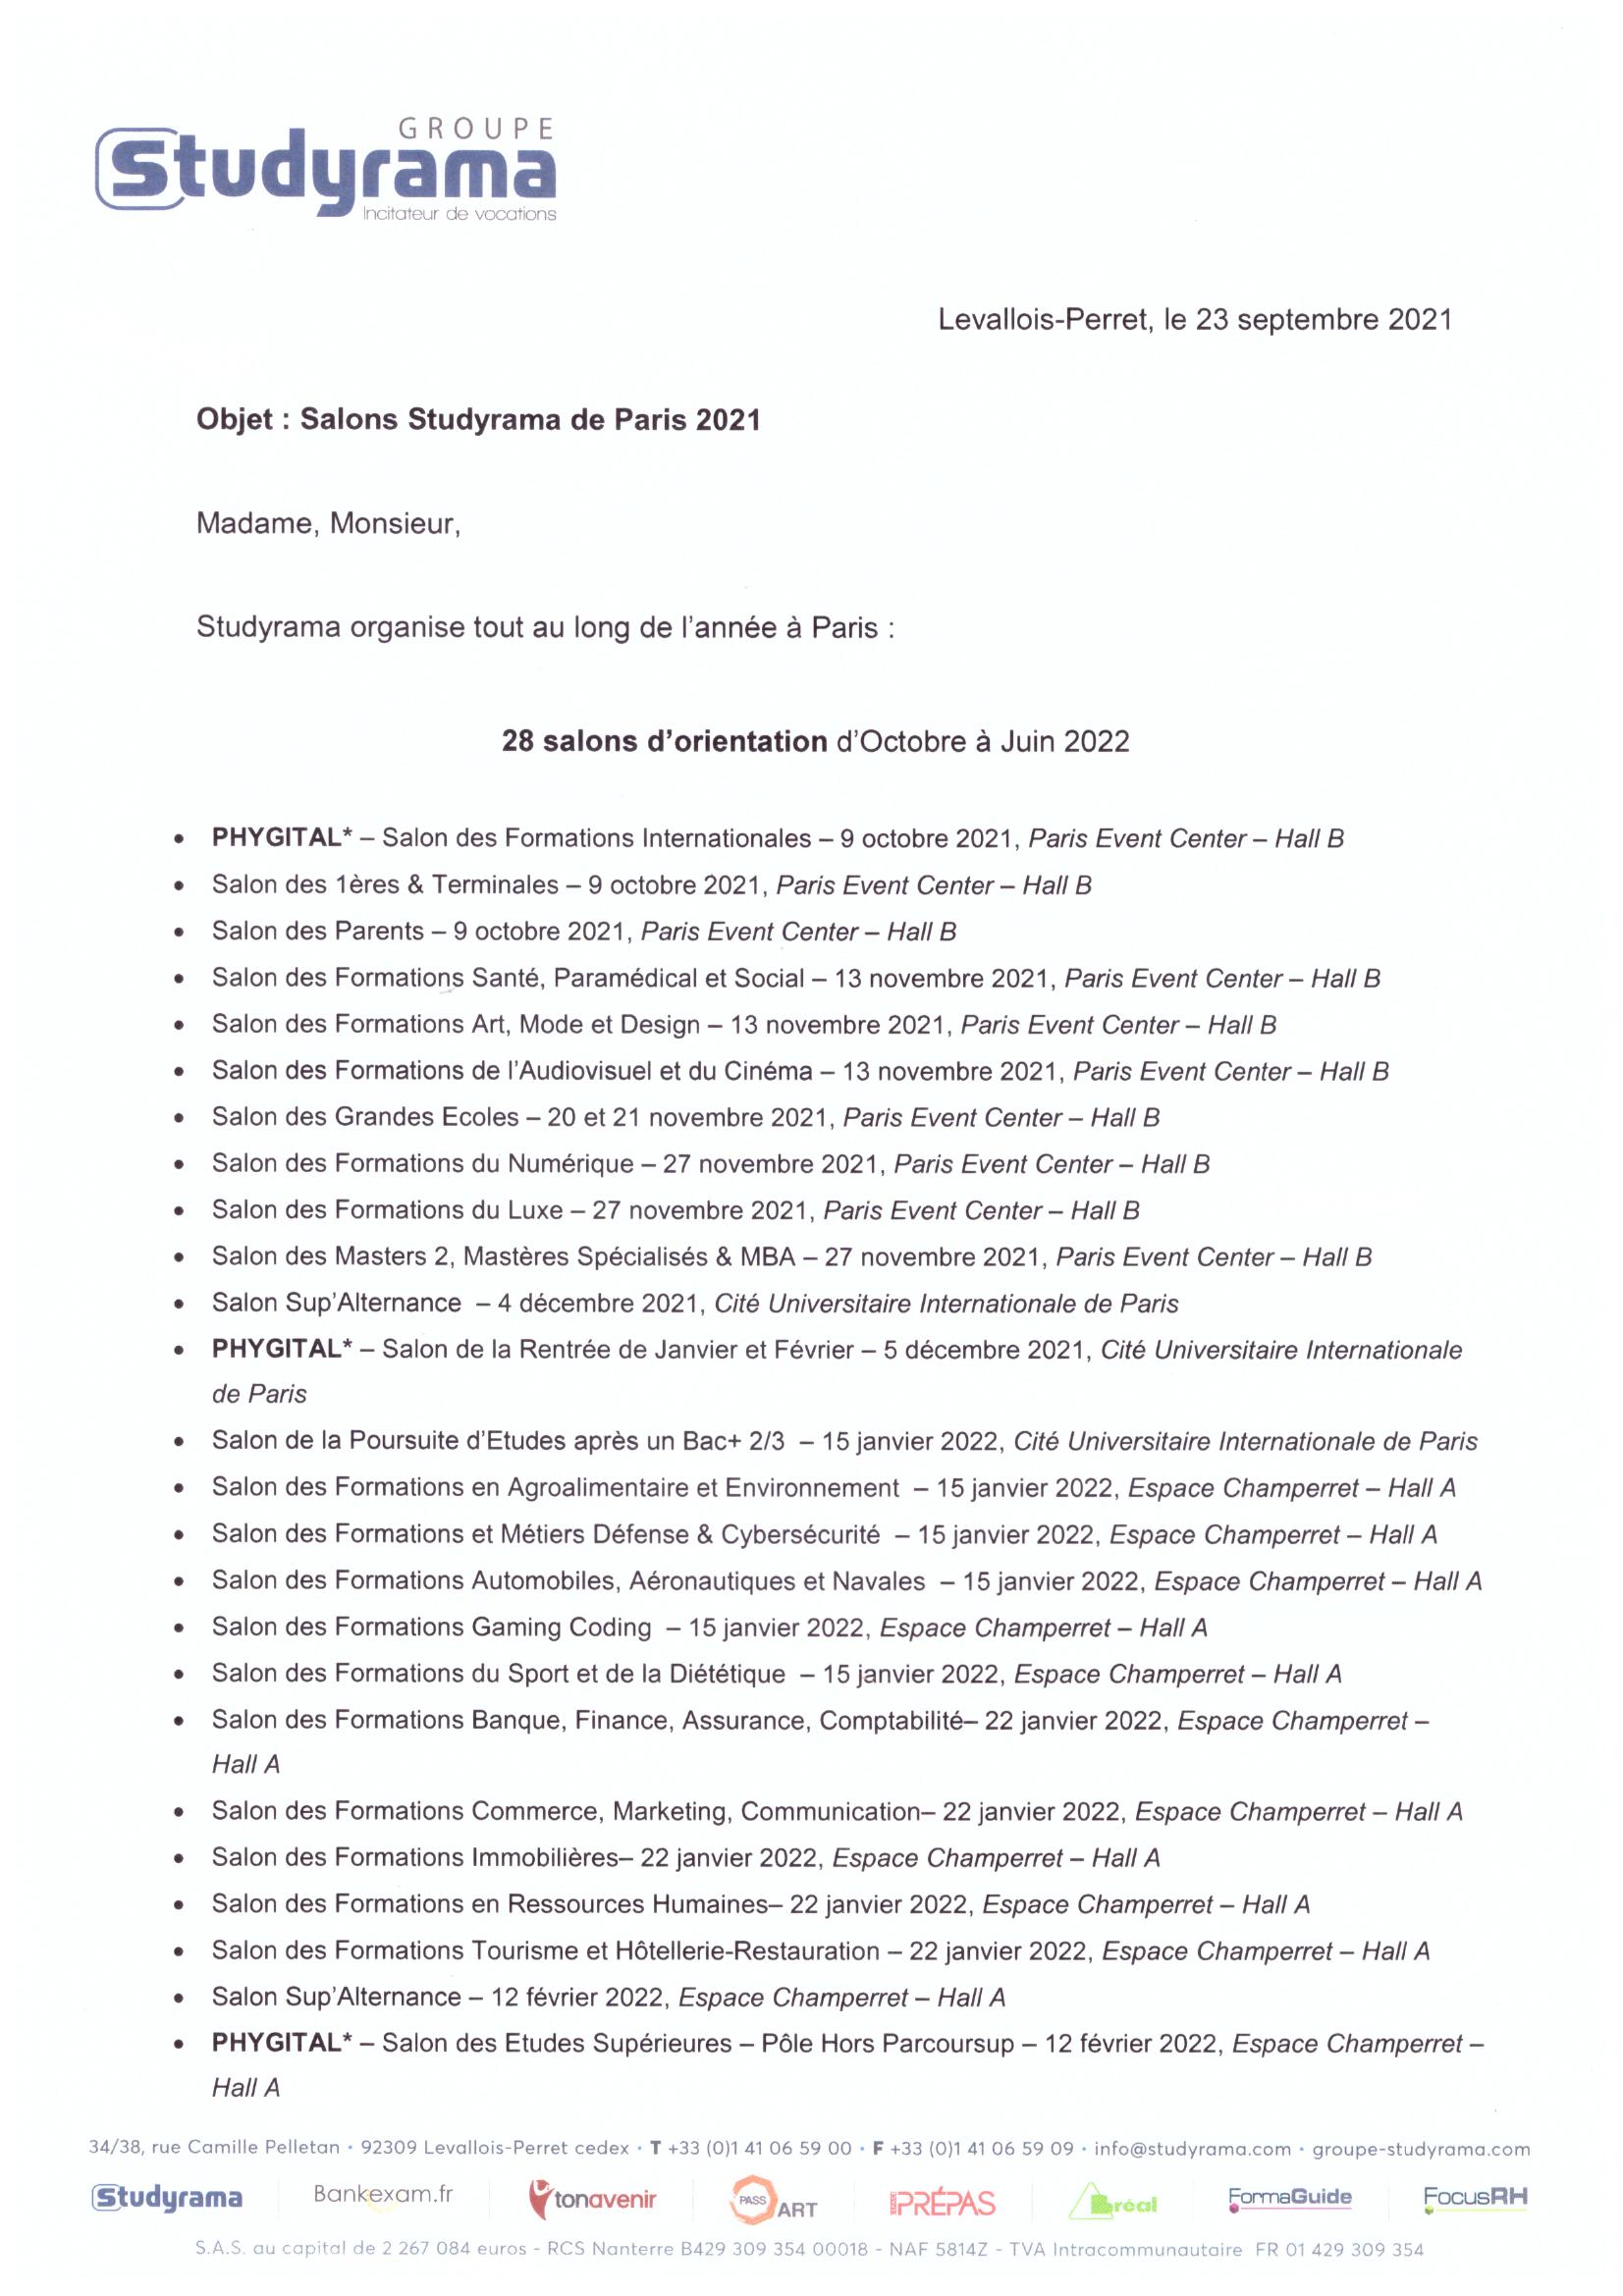 GROUPE
Studyrama
Incitateur de vocations
Levallois-Perret, le 23 septembre 2021
Objet : Salons Studyrama de Paris 2021
Madame, Monsieur,
Studyrama organise tout au long de l'année à Paris :
28 salons d'orientation d'Octobre à Juin 2022
• PHYGITAL* – Salon des Formations Internationales – 9 octobre 2021, Paris Event Center – Hall B
• Salon des 1ères & Terminales – 9 octobre 2021, Paris Event Center – Hall B
• Salon des Parents – 9 octobre 2021, Paris Event Center – Hall B
• Salon des Formations Santé, Paramédical et Social – 13 novembre 2021, Paris Event Center – Hall B
• Salon des Formations Art, Mode et Design – 13 novembre 2021, Paris Event Center – Hall B
• Salon des Formations de l'Audiovisuel et du Cinéma – 13 novembre 2021, Paris Event Center – Hall B
• Salon des Grandes Ecoles – 20 et 21 novembre 2021, Paris Event Center – Hall B
• Salon des Formations du Numérique – 27 novembre 2021, Paris Event Center – Hall B
• Salon des Formations du Luxe – 27 novembre 2021, Paris Event Center – Hall B
• Salon des Masters 2, Mastères Spécialisés & MBA – 27 novembre 2021, Paris Event Center – Hall B
• Salon Sup'Alternance – 4 décembre 2021, Cité Universitaire Internationale de Paris
• PHYGITAL* – Salon de la Rentrée de Janvier et Février – 5 décembre 2021, Cité Universitaire Internationale
de Paris
• Salon de la Poursuite d'Etudes après un Bac+ 2/3 – 15 janvier 2022, Cité Universitaire Internationale de Paris
• Salon des Formations en Agroalimentaire et Environnement – 15 janvier 2022, Espace Champerret – Hall A
• Salon des Formations et Métiers Défense & Cybersécurité – 15 janvier 2022, Espace Champerret – Hall A
• Salon des Formations Automobiles, Aéronautiques et Navales – 15 janvier 2022, Espace Champerret – Hall A
• Salon des Formations Gaming Coding – 15 janvier 2022, Espace Champerret – Hall A
• Salon des Formations du Sport et de la Diététique – 15 janvier 2022, Espace Champerret – Hall A
• Salon des Formations Banque, Finance, Assurance, Comptabilité– 22 janvier 2022, Espace Champerret –
Hall A
• Salon des Formations Commerce, Marketing, Communication– 22 janvier 2022, Espace Champerret – Hall A
• Salon des Formations Immobilières– 22 janvier 2022, Espace Champerret – Hall A
• Salon des Formations en Ressources Humaines– 22 janvier 2022, Espace Champerret – Hall A
• Salon des Formations Tourisme et Hôtellerie-Restauration – 22 janvier 2022, Espace Champerret – Hall A
• Salon Sup'Alternance – 12 février 2022, Espace Champerret – Hall A
• PHYGITAL* – Salon des Etudes Supérieures – Pôle Hors Parcoursup – 12 février 2022, Espace Champerret –
Hall A
34/38, rue Camille Pelletan • 92309 Levallois-Perret cedex • T +33 (0)1 41 06 59 00 • F +33 (0)1 41 06 59 09 • info@studyrama.com • groupe-studyrama.com
Studyrama Bankexam.fr tonavenir PASS ART PRÉPAS Bréal FormaGuide FocusRH
S.A.S. au capital de 2 267 084 euros - RCS Nanterre B429 309 354 00018 - NAF 5814Z - TVA Intracommunautaire FR 01 429 309 354